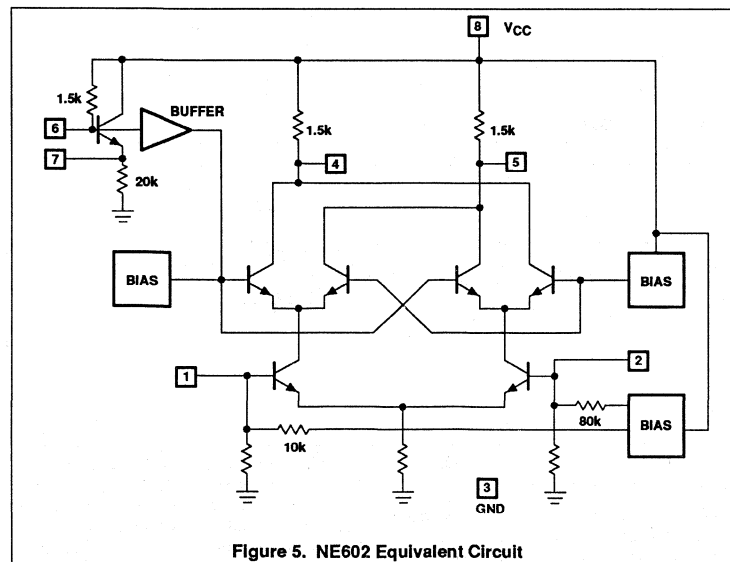 8 VCC
1.5k
BUFFER
6
1.5k
1.5k
7
4
5
20k
BIAS
BIAS
1
2
10k
80k
BIAS
3
GND
Figure 5. NE602 Equivalent Circuit